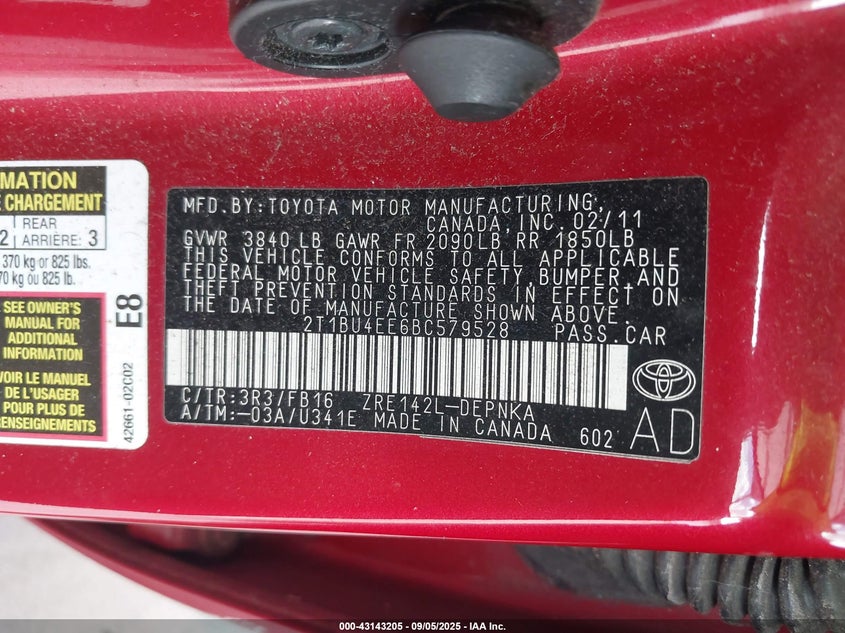 MATION
E CHARGEMENT
2
REAR
ARRIÈRE: 3
370 kg or 825 lbs.
70 kg ou 825 lb.
SEE OWNER'S
MANUAL FOR
ADDITIONAL
INFORMATION
VOIR LE MANUEL
DE L'USAGER
POUR PLUS DE
RENSEIGNEMENTS
E8
42661-02C02
MFD.BY:TOYOTA MOTOR MANUFACTURING,
CANADA,INC. 02/11
GVWR 3840 LB GAWR FR 2090LB RR 1850LB
THIS VEHICLE CONFORMS TO ALL APPLICABLE
FEDERAL MOTOR VEHICLE SAFETY,BUMPER,AND
THEFT PREVENTION STANDARDS IN EFFECT ON
THE DATE OF MANUFACTURE SHOWN ABOVE.
2T1BU4EE6BC579528 PASS.CAR
C/TR:3R3/FB16 ZRE142L-DEPNKA
A/TM:-03A/U341E MADE IN CANADA 602
AD
000-43143205 - 09/05/2025 - IAA Inc.